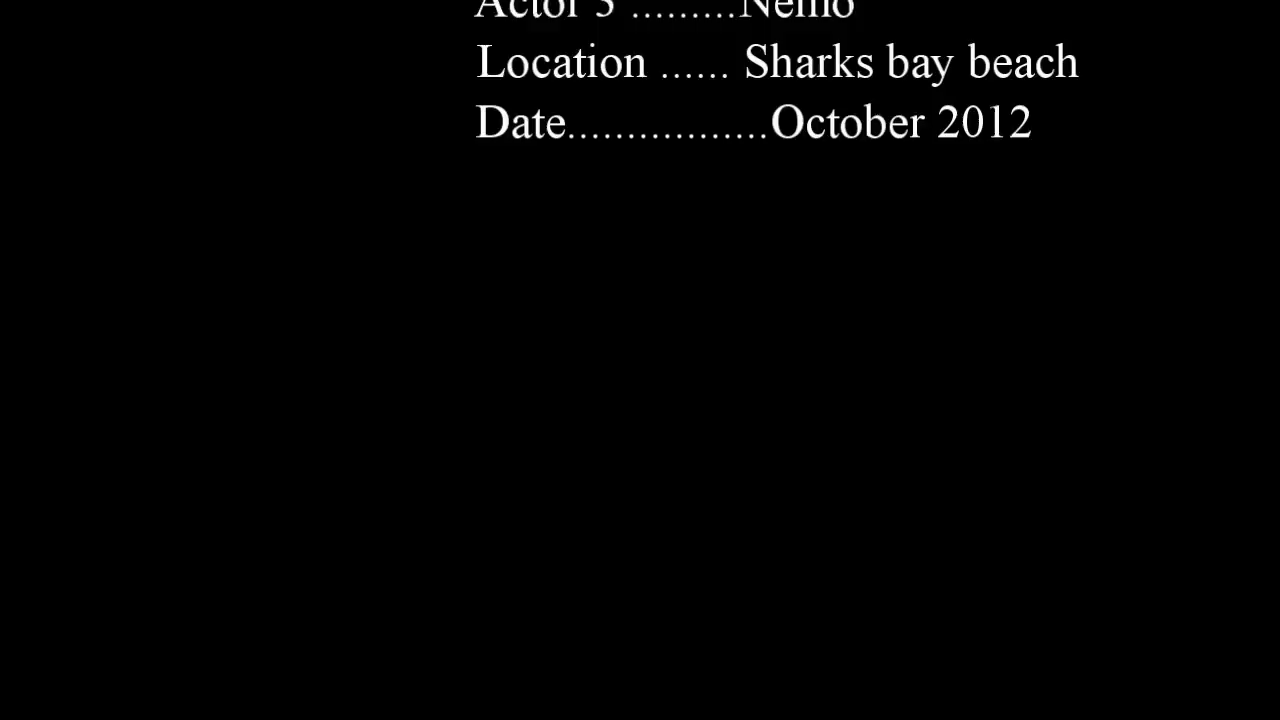 Actor 3 .........Nemo
Location ...... Sharks bay beach
Date.................October 2012